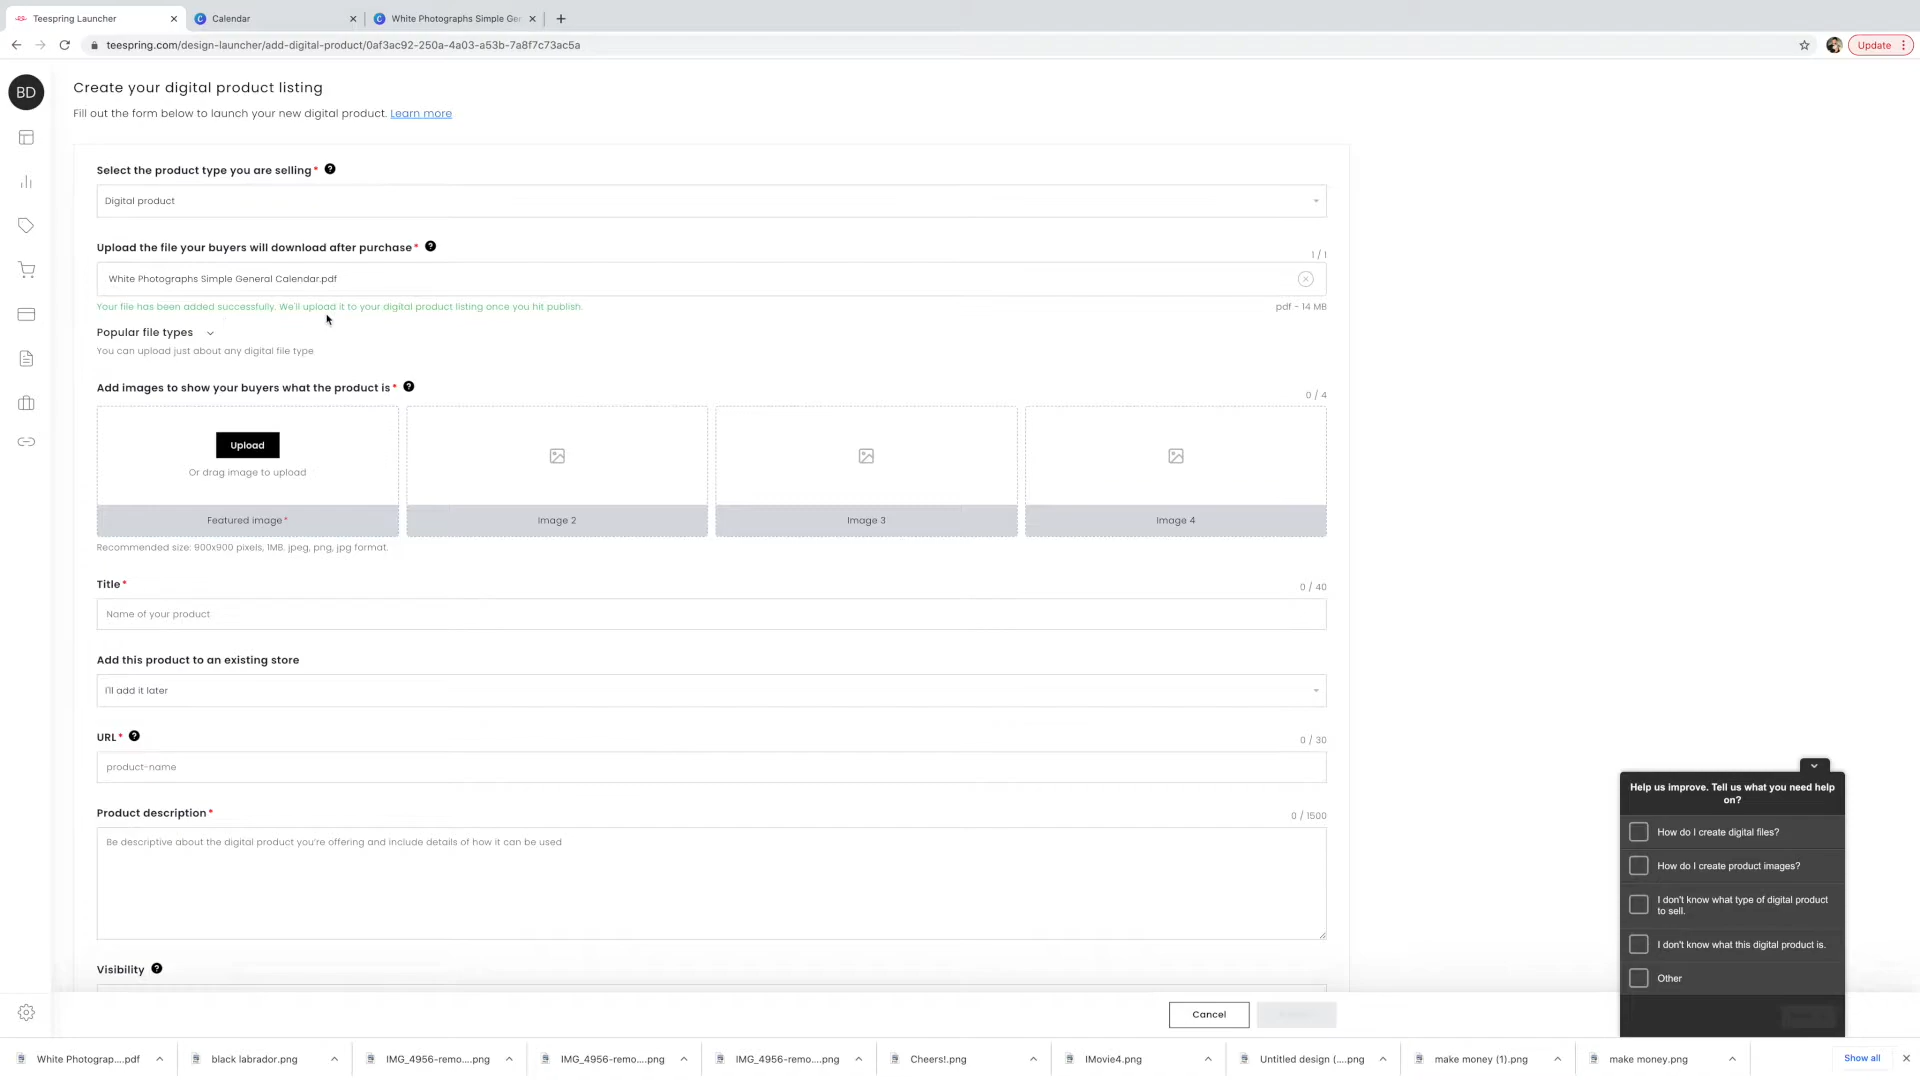 Teespring Launcher
Calendar
White Photographs Simple Ger
teespring.com/design-launcher/add-digital-product/0af3ac92-250a-4a03-a53b-7a8f7c73ac5a
Update
BD
Create your digital product listing
Fill out the form below to launch your new digital product. Learn more
Select the product type you are selling*
Digital product
Upload the file your buyers will download after purchase*
1 / 1
White Photographs Simple General Calendar.pdf
Your file has been added successfully. We'll upload it to your digital product listing once you hit publish.
pdf - 14 MB
Popular file types
You can upload just about any digital file type
Add images to show your buyers what the product is*
0 / 4
Upload
Or drag image to upload
Featured image*
Image 2
Image 3
Image 4
Recommended size: 900x900 pixels, 1MB. jpeg, png, jpg format.
Title*
0 / 40
Name of your product
Add this product to an existing store
I'll add it later
URL*
0 / 30
product-name
Product description*
0 / 1500
Be descriptive about the digital product you're offering and include details of how it can be used
Visibility
Cancel
Help us improve. Tell us what you need help
on?
How do I create digital files?
How do I create product images?
I don't know what type of digital product
to sell.
I don't know what this digital product is.
Other
White Photograp....pdf
black labrador.png
IMG_4956-remo....png
IMG_4956-remo....png
IMG_4956-remo....png
Cheers!.png
IMovie4.png
Untitled design (....png
make money (1).png
make money.png
Show all